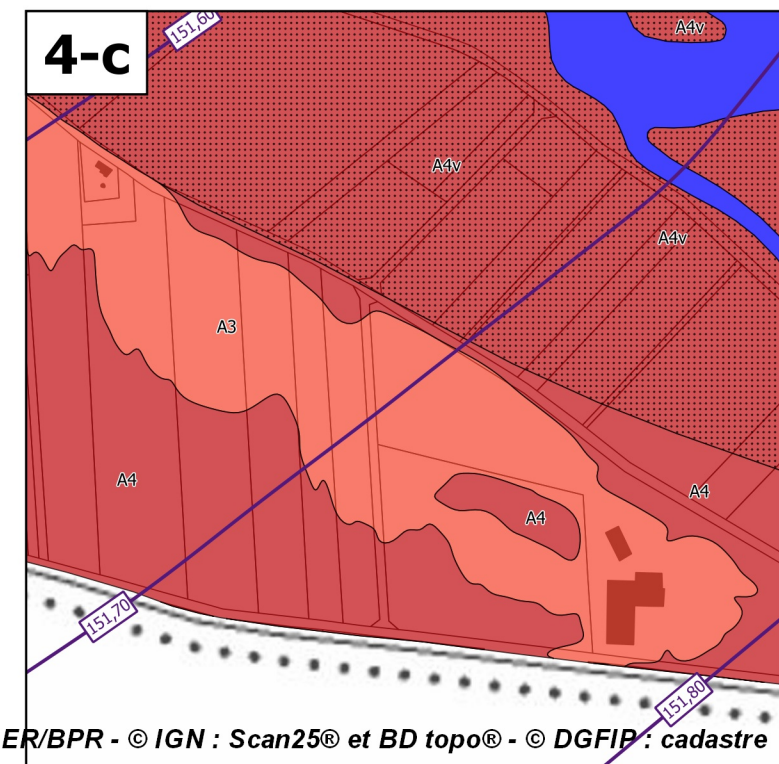 4-c
151,60
A4v
A4v
A4v
A3
A4
A4
A4
151,70
151,80
ER/BPR - © IGN : Scan25® et BD topo® - © DGFIP : cadastre